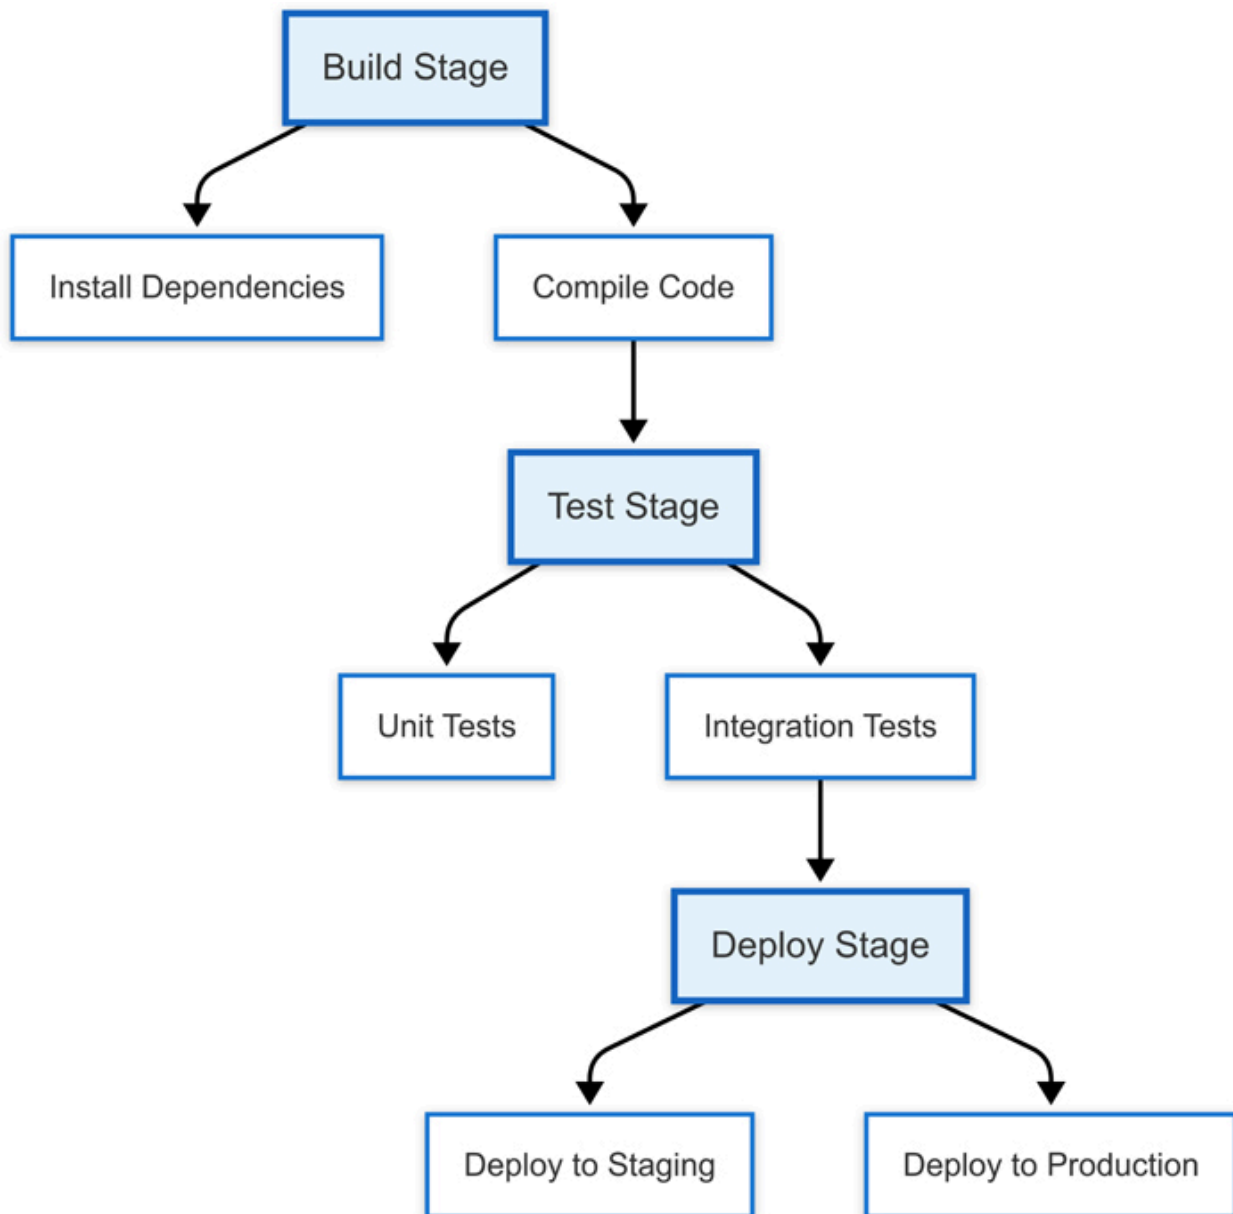 Build Stage
Install Dependencies
Compile Code
Test Stage
Unit Tests
Integration Tests
Deploy Stage
Deploy to Staging
Deploy to Production